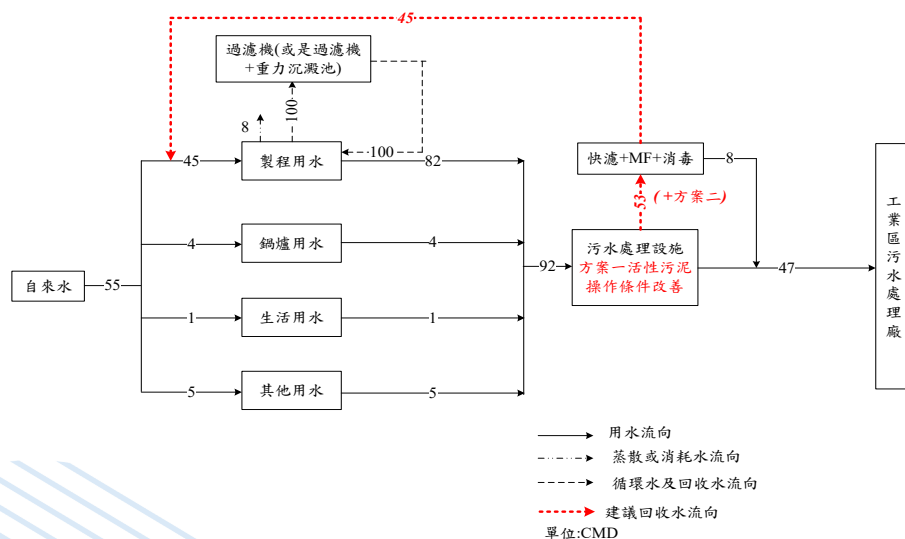 45
過濾機(或是過濾機
+重力沉澱池)
8
100
100
45
製程用水
82
快濾+MF+消毒
8
53
(+方案二)
4
鍋爐用水
4
自來水
55
92
污水處理設施
方案一活性污泥
操作條件改善
47
工業區污水處理廠
1
生活用水
1
5
其他用水
5
用水流向
蒸散或消耗水流向
循環水及回收水流向
建議回收水流向
單位:CMD